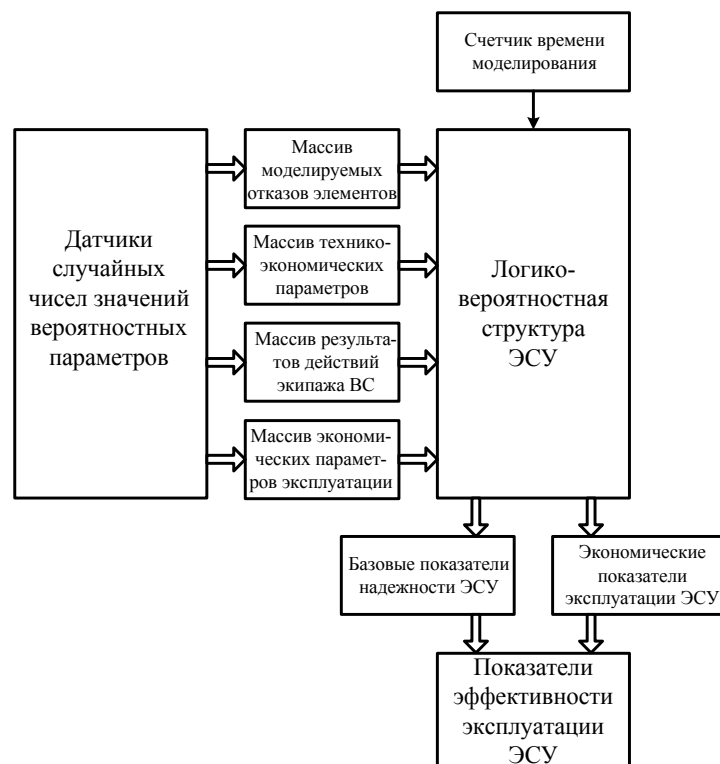 Счетчик времени
моделирования
Датчики
случайных
чисел значений
вероятностных
параметров
Массив
моделируемых
отказов элементов
Массив технико-
экономических
параметров
Массив результа-
тов действий
экипажа ВС
Массив экономи-
ческих парамет-
ров эксплуатации
Логико-
вероятностная
структура
ЭСУ
Базовые показатели
надежности ЭСУ
Экономические
показатели
эксплуатации ЭСУ
Показатели
эффективности
эксплуатации
ЭСУ